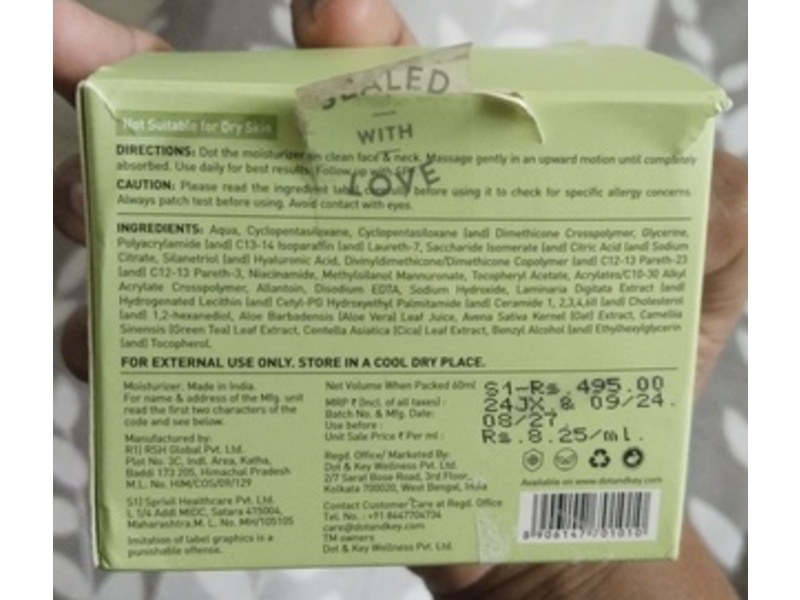 SEALED
WITH
LOVE
Not Suitable for Dry Skin
DIRECTIONS: Dot the moisturizer on clean face & neck. Massage gently in an upward motion until completely
absorbed. Use daily for best results. Follow up with SPF.
CAUTION: Please read the ingredient label carefully before using it to check for specific allergy concerns.
Always patch test before using. Avoid contact with eyes.
INGREDIENTS: Aqua, Cyclopentasiloxane, Cyclopentasiloxane (and) Dimethicone Crosspolymer, Glycerine,
Polyacrylamide (and) C13-14 Isoparaffin (and) Laureth-7, Saccharide Isomerate (and) Citric Acid (and) Sodium
Citrate, Silanetriol (and) Hyaluronic Acid, Divinyldimethicone/Dimethicone Copolymer (and) C12-13 Pareth-23
(and) C12-13 Pareth-3, Niacinamide, Methylsilanol Mannuronate, Tocopheryl Acetate, Acrylates/C10-30 Alkyl
Acrylate Crosspolymer, Allantoin, Disodium EDTA, Sodium Hydroxide, Laminaria Digitata Extract (and)
Hydrogenated Lecithin (and) Cetyl-PG Hydroxyethyl Palmitamide (and) Ceramide 1, 2,3,4,6II (and) Cholesterol
(and) 1,2-hexanediol, Aloe Barbadensis (Aloe Vera) Leaf Juice, Avena Sativa Kernel (Oat) Extract, Camellia
Sinensis (Green Tea) Leaf Extract, Centella Asiatica (Cica) Leaf Extract, Benzyl Alcohol (and) Ethylhexylglycerin
(and) Tocopherol.
FOR EXTERNAL USE ONLY. STORE IN A COOL DRY PLACE.
Moisturizer. Made in India.
For name & address of the Mfg. unit
read the first two characters of the
code and see below.
Manufactured by:
R1) RSH Global Pvt. Ltd.
Plot No. 3C, Indl. Area, Katha,
Baddi 173 205, Himachal Pradesh
M.L. No. HIM/COS/09/129
S1) Sprivil Healthcare Pvt. Ltd.
L 1/4 Addl MIDC, Satara 415004,
Maharashtra.M. L. No. MH/105105
Imitation of label graphics is a
punishable offense.
Net Volume When Packed 60ml
MRP ₹ (Incl. of all taxes):
Batch No. & Mfg. Date:
Use before :
Unit Sale Price ₹ Per ml :
S1-Rs.495.00
24JX & 09/24.
08/27
Rs.8.25/ml.
Regd. Office/ Marketed By:
Dot & Key Wellness Pvt. Ltd.
2/7 Sarat Bose Road, 3rd Floor,
Kolkata 700020, West Bengal, India
Contact Customer Care at Regd. Office
Tel. No. : +91 8447704734
care@dotandkey.com
TM owners
Dot & Key Wellness Pvt. Ltd.
Available on www.dotandkey.com
8 906147 701010